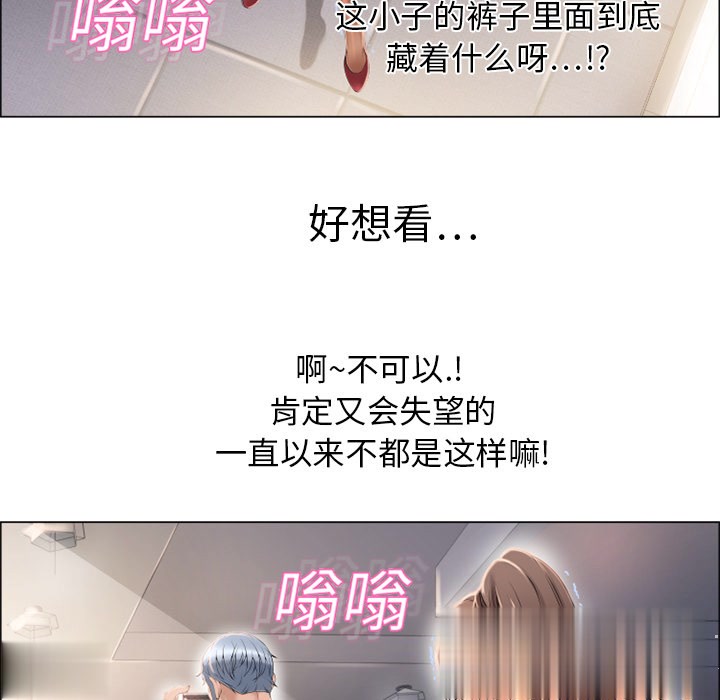 嗡嗡
这小子的裤子里面到底
藏着什么呀...!?
好想看...
啊~不可以.!
肯定又会失望的
一直以来不都是这样嘛!
嗡嗡